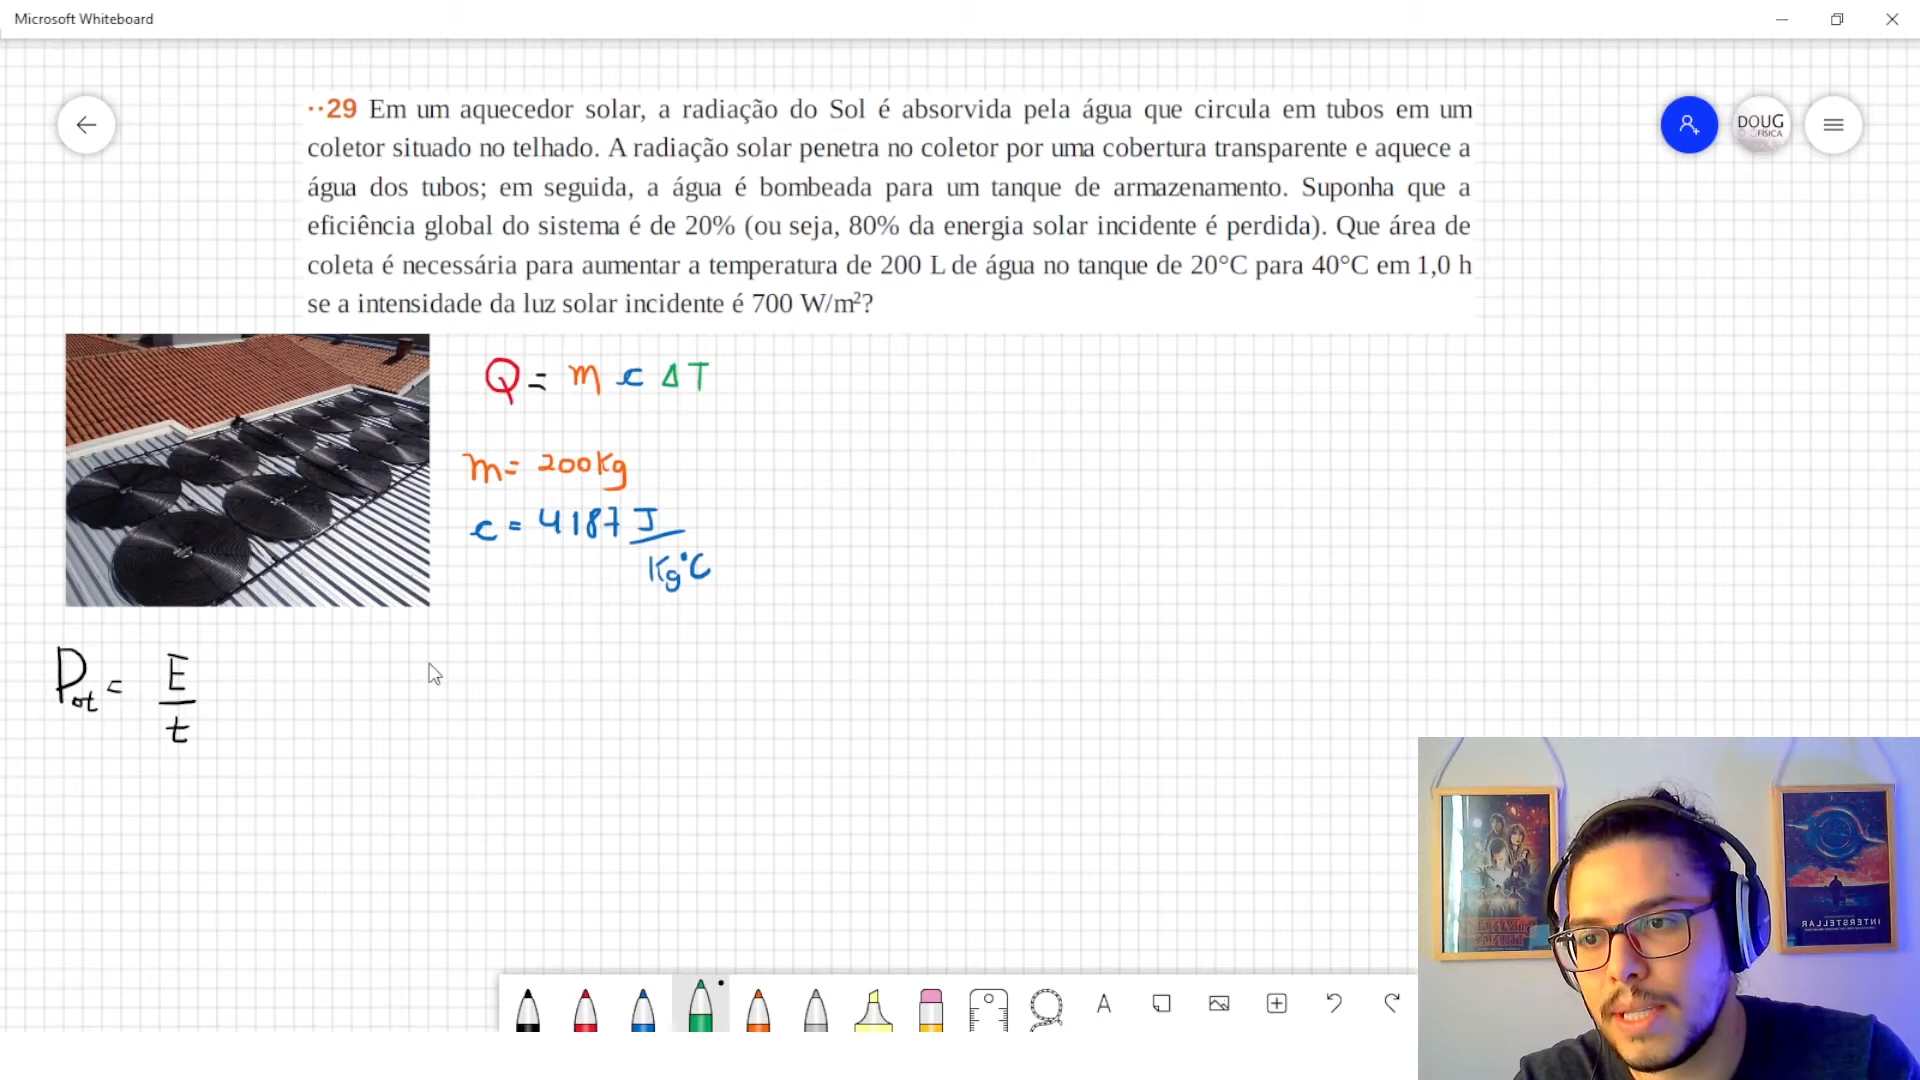 Microsoft Whiteboard
··29 Em um aquecedor solar, a radiação do Sol é absorvida pela água que circula em tubos em um
coletor situado no telhado. A radiação solar penetra no coletor por uma cobertura transparente e aquece a
água dos tubos; em seguida, a água é bombeada para um tanque de armazenamento. Suponha que a
eficiência global do sistema é de 20% (ou seja, 80% da energia solar incidente é perdida). Que área de
coleta é necessária para aumentar a temperatura de 200 L de água no tanque de 20°C para 40°C em 1,0 h
se a intensidade da luz solar incidente é 700 W/m²?
DOUG
FÍSICA
Q = m c ΔT
m = 200Kg
c = 4187 J
Kg°C
Pot = E
t
INTERSTELLAR
A